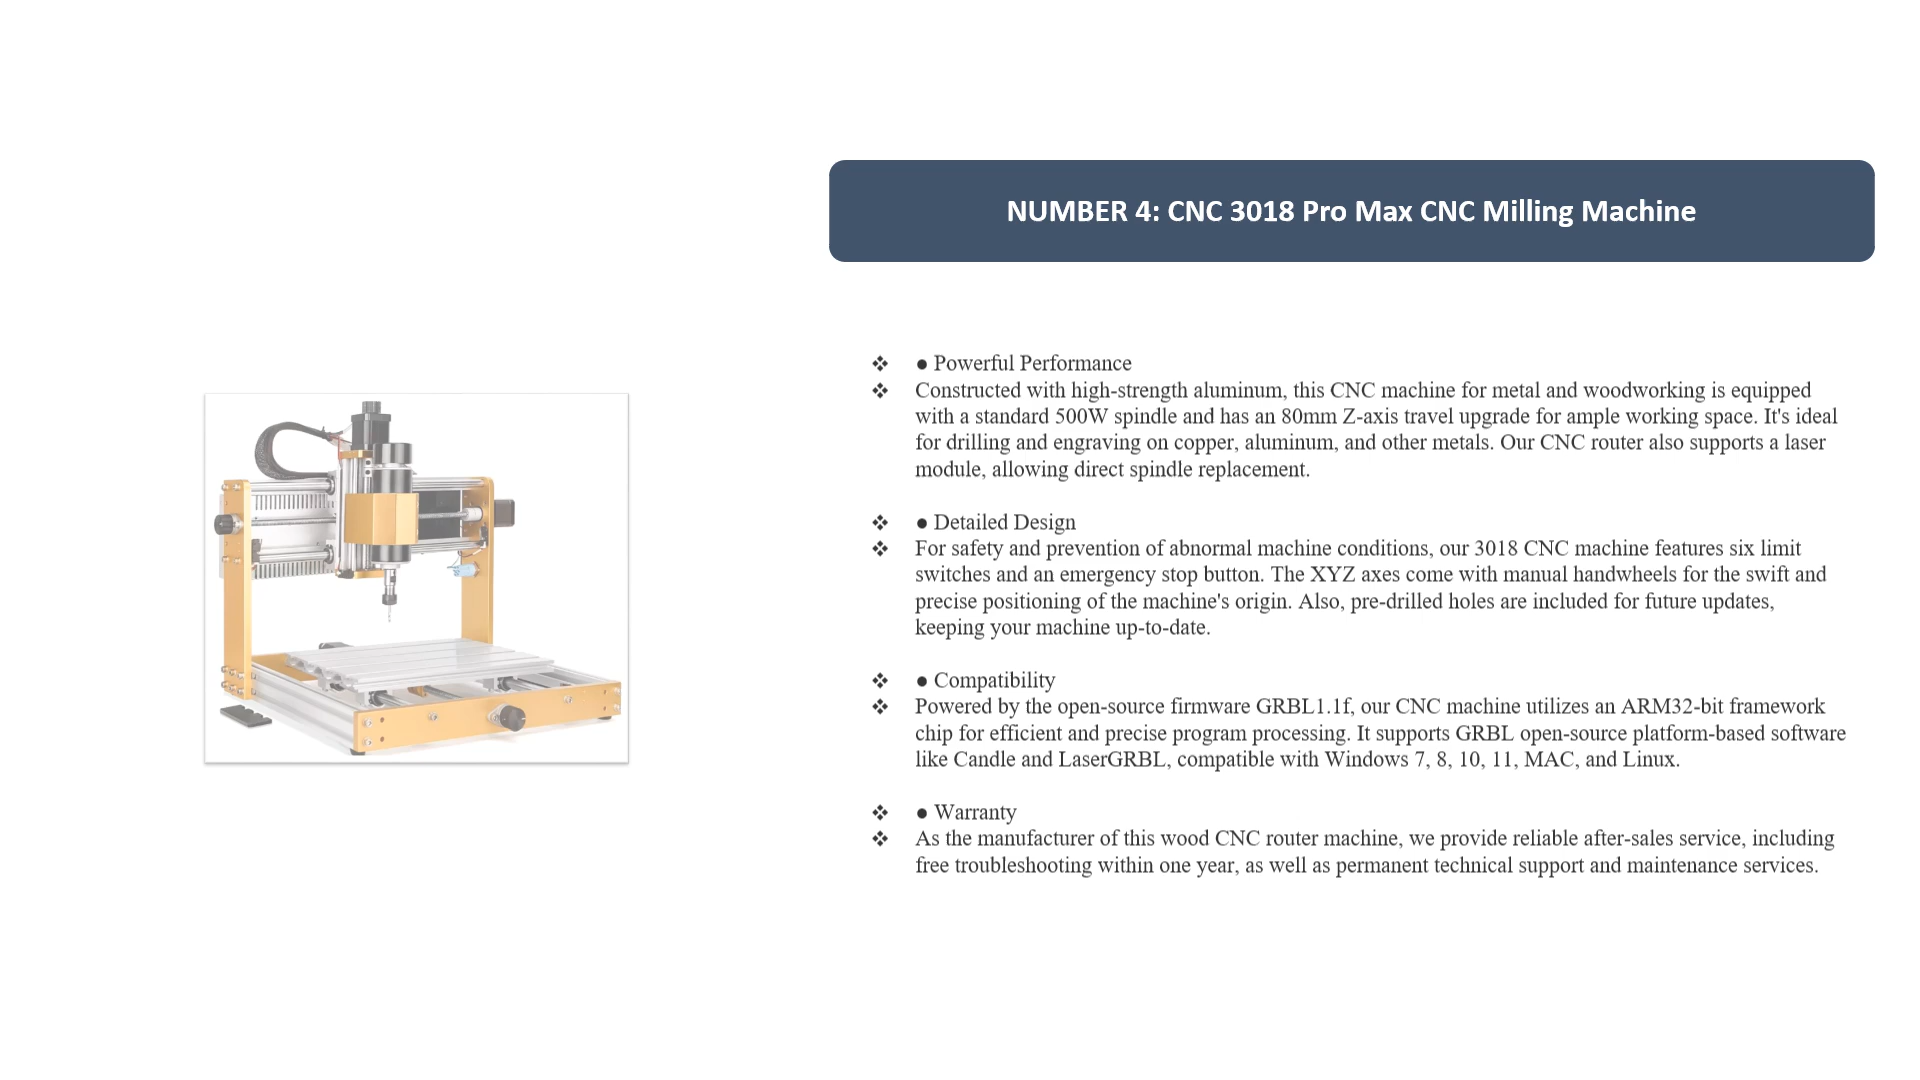 NUMBER 4: CNC 3018 Pro Max CNC Milling Machine
❖ ● Powerful Performance
❖ Constructed with high-strength aluminum, this CNC machine for metal and woodworking is equipped
with a standard 500W spindle and has an 80mm Z-axis travel upgrade for ample working space. It's ideal
for drilling and engraving on copper, aluminum, and other metals. Our CNC router also supports a laser
module, allowing direct spindle replacement.
❖ ● Detailed Design
❖ For safety and prevention of abnormal machine conditions, our 3018 CNC machine features six limit
switches and an emergency stop button. The XYZ axes come with manual handwheels for the swift and
precise positioning of the machine's origin. Also, pre-drilled holes are included for future updates,
keeping your machine up-to-date.
❖ ● Compatibility
❖ Powered by the open-source firmware GRBL1.1f, our CNC machine utilizes an ARM32-bit framework
chip for efficient and precise program processing. It supports GRBL open-source platform-based software
like Candle and LaserGRBL, compatible with Windows 7, 8, 10, 11, MAC, and Linux.
❖ ● Warranty
❖ As the manufacturer of this wood CNC router machine, we provide reliable after-sales service, including
free troubleshooting within one year, as well as permanent technical support and maintenance services.